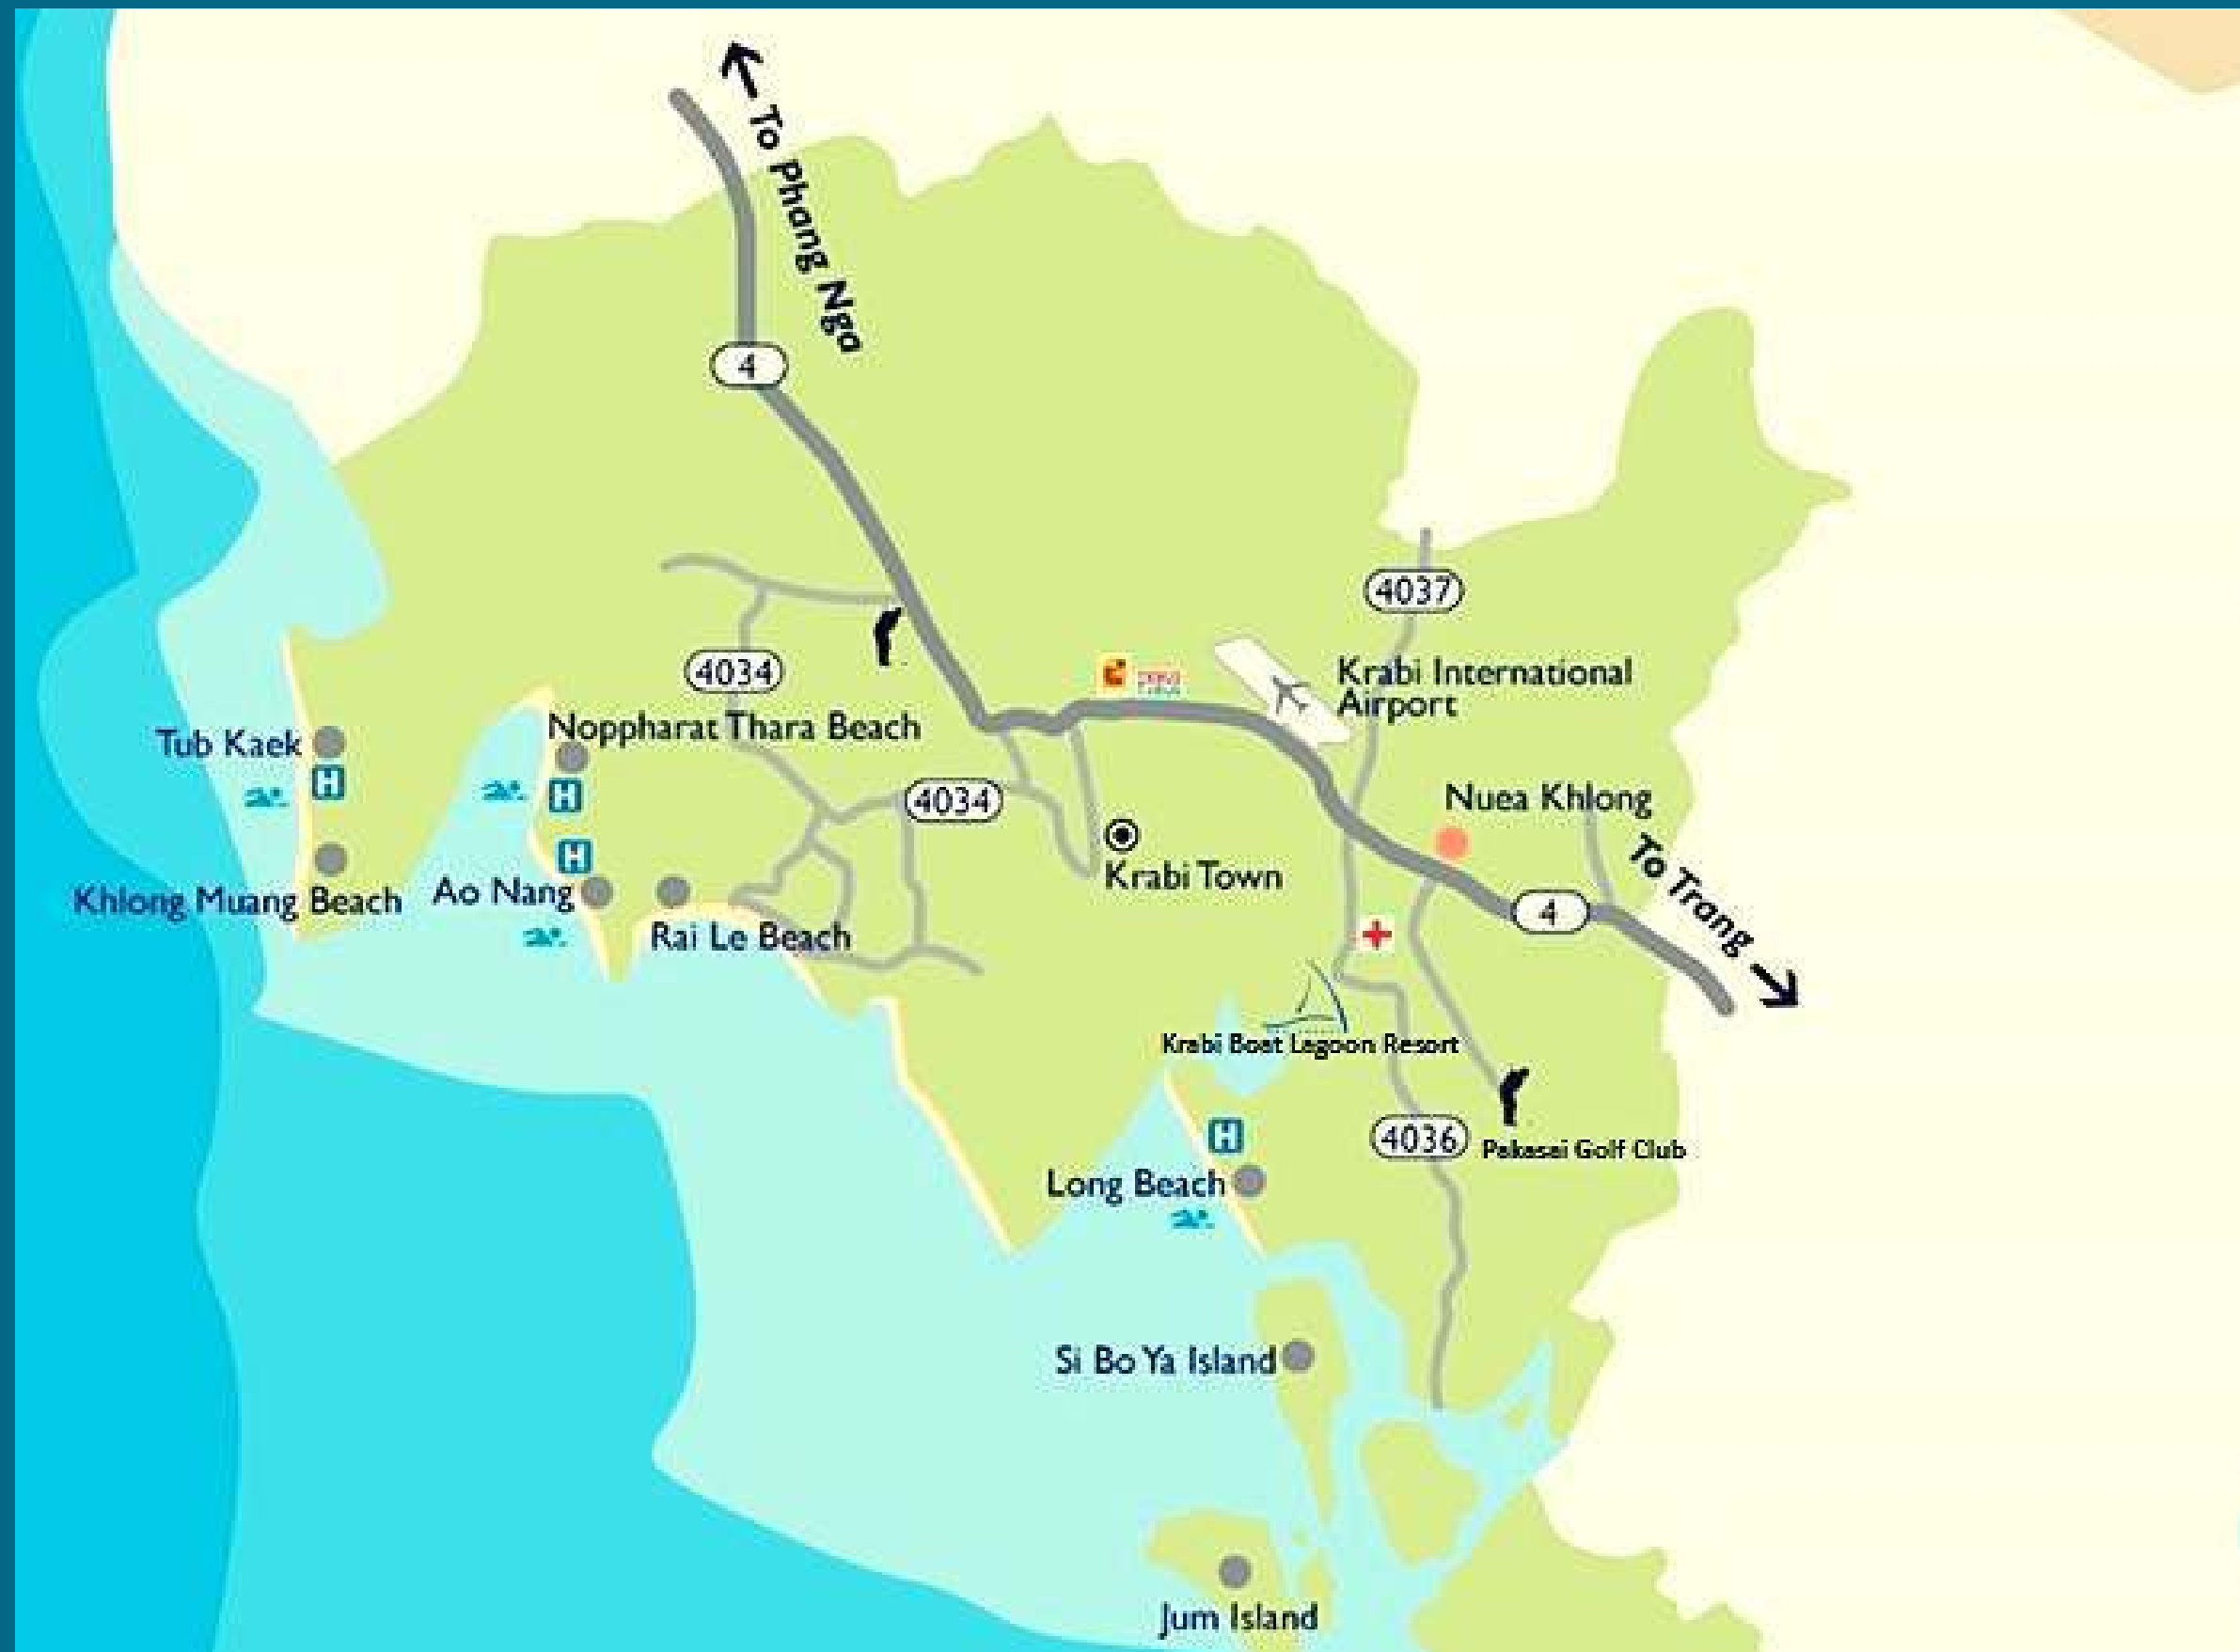 To Phang Nga
4
4037
4034
Krabi International
Airport
Noppharat Thara Beach
Tub Kaek
H
H
4034
Nuea Khlong
H
Krabi Town
To Trang
Khlong Muang Beach
Ao Nang
4
Rai Le Beach
Krabi Boat Lagoon Resort
H
4036
Pakasai Golf Club
Long Beach
Si Bo Ya Island
Jum Island